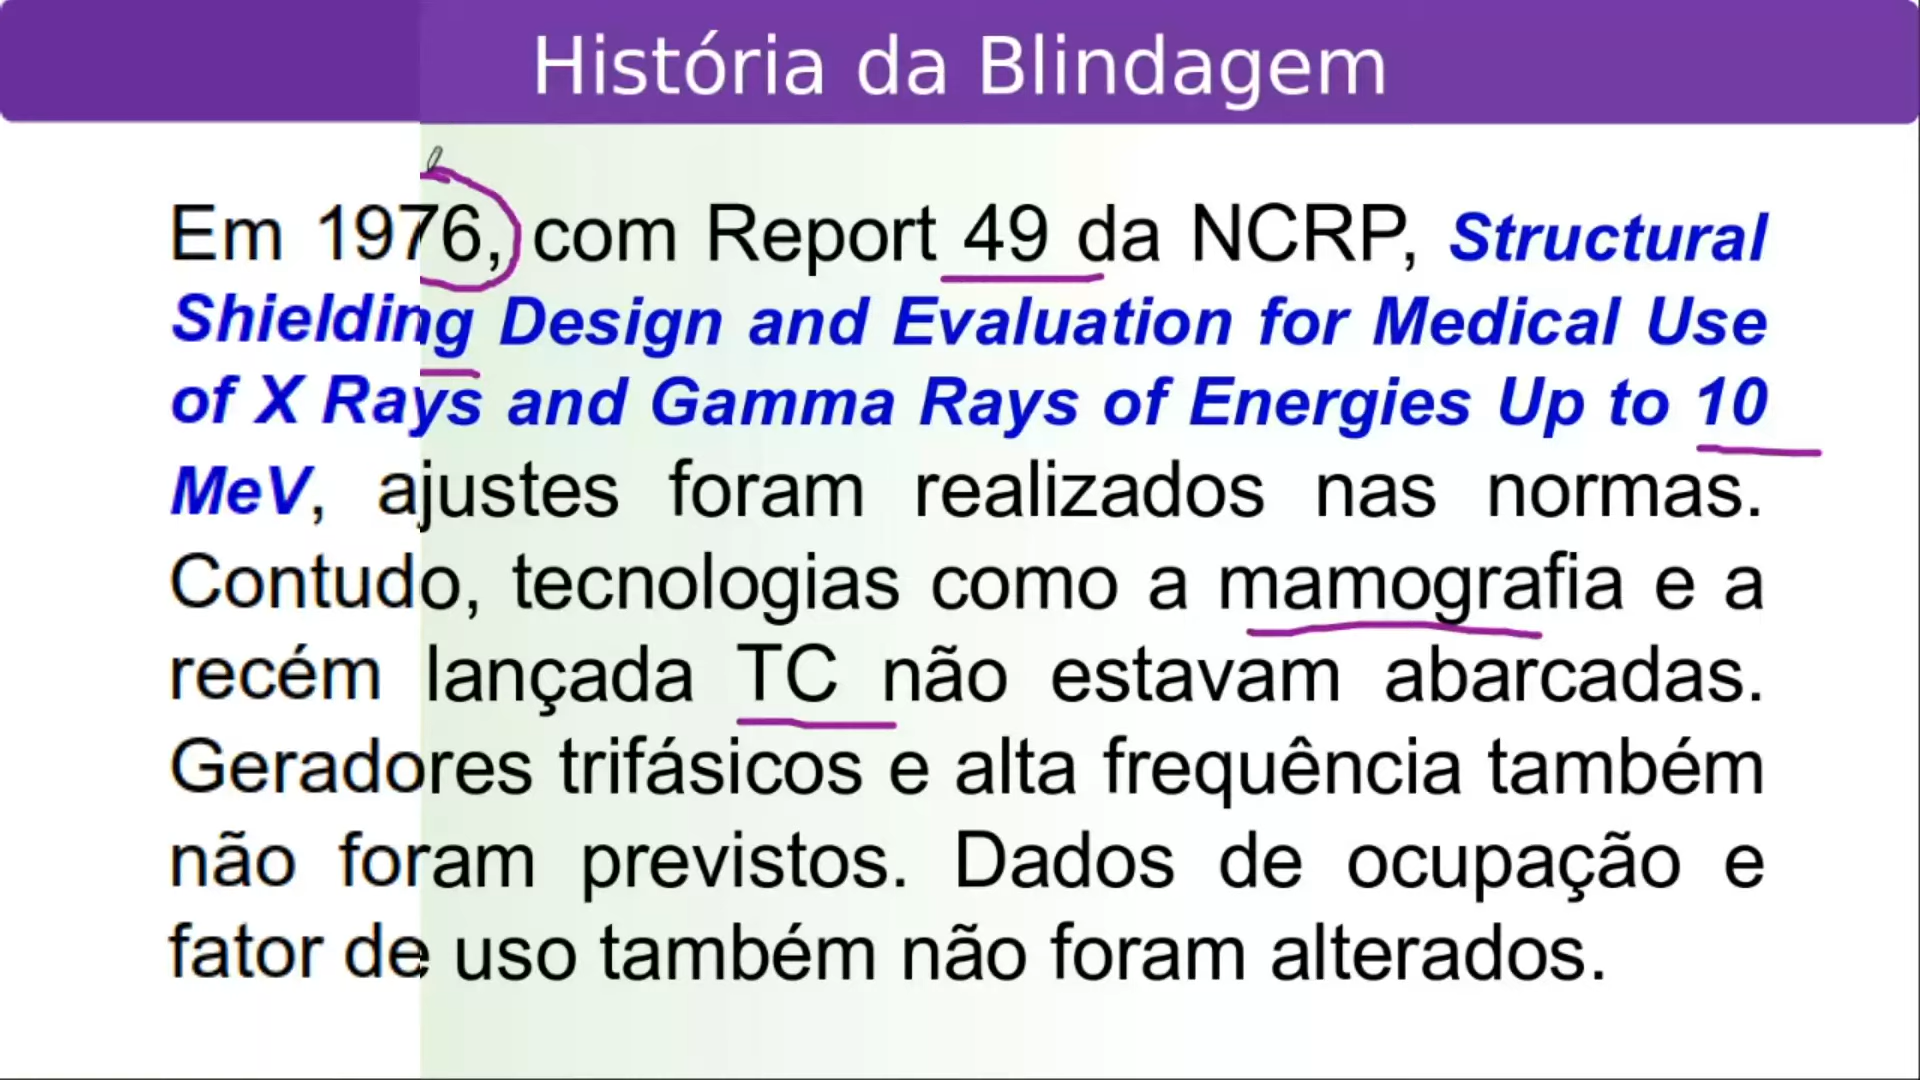 História da Blindagem
Em 1976, com Report 49 da NCRP, Structural
Shielding Design and Evaluation for Medical Use
of X Rays and Gamma Rays of Energies Up to 10
MeV, ajustes foram realizados nas normas.
Contudo, tecnologias como a mamografia e a
recém lançada TC não estavam abarcadas.
Geradores trifásicos e alta frequência também
não foram previstos. Dados de ocupação e
fator de uso também não foram alterados.